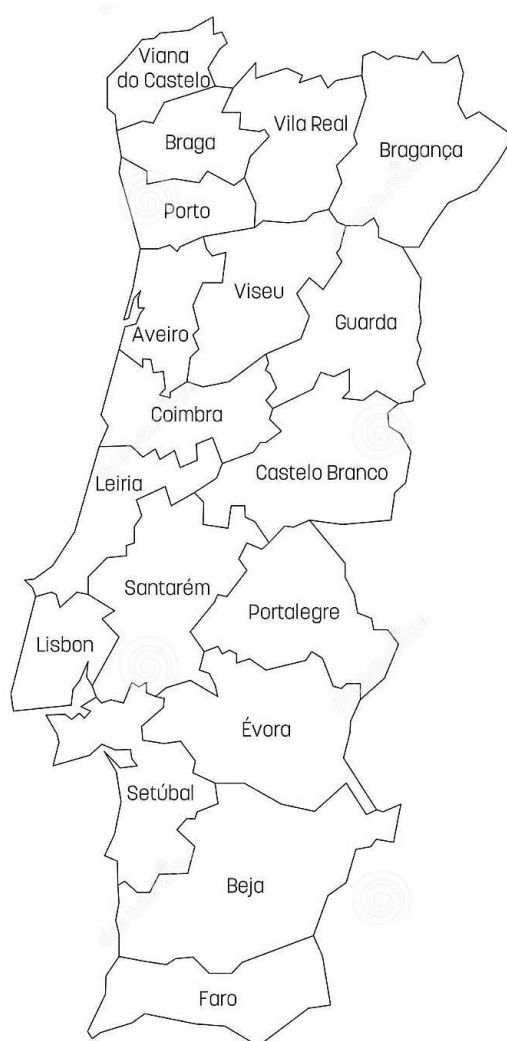 Viana
do Castelo
Vila Real
Braga
Bragança
Porto
Viseu
Guarda
Aveiro
Coimbra
Castelo Branco
Leiria
Santarém
Portalegre
Lisbon
Évora
Setúbal
Beja
Faro